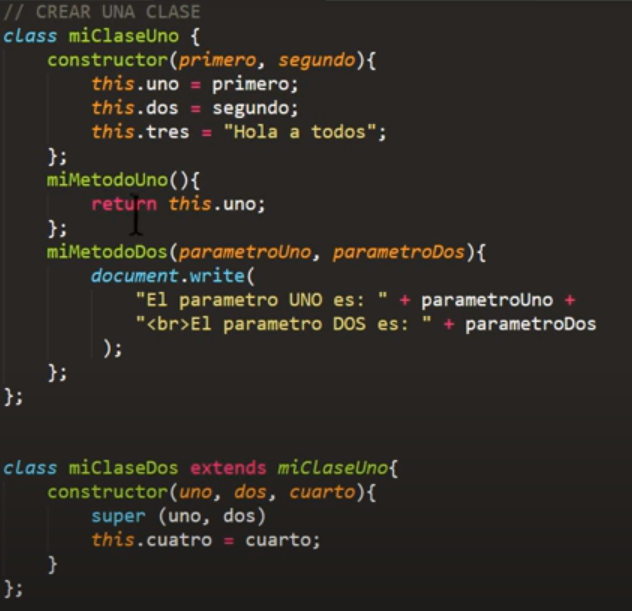 // CREAR UNA CLASE
class miClaseUno {
    constructor(primero, segundo){
        this.uno = primero;
        this.dos = segundo;
        this.tres = "Hola a todos";
    };
    miMetodoUno(){
        return this.uno;
    };
    miMetodoDos(parametroUno, parametroDos){
        document.write(
            "El parametro UNO es: " + parametroUno +
            "<br>El parametro DOS es: " + parametroDos
         );
    };
};
class miClaseDos extends miClaseUno{
    constructor(uno, dos, cuarto){
        super (uno, dos)
        this.cuatro = cuarto;
    }
};